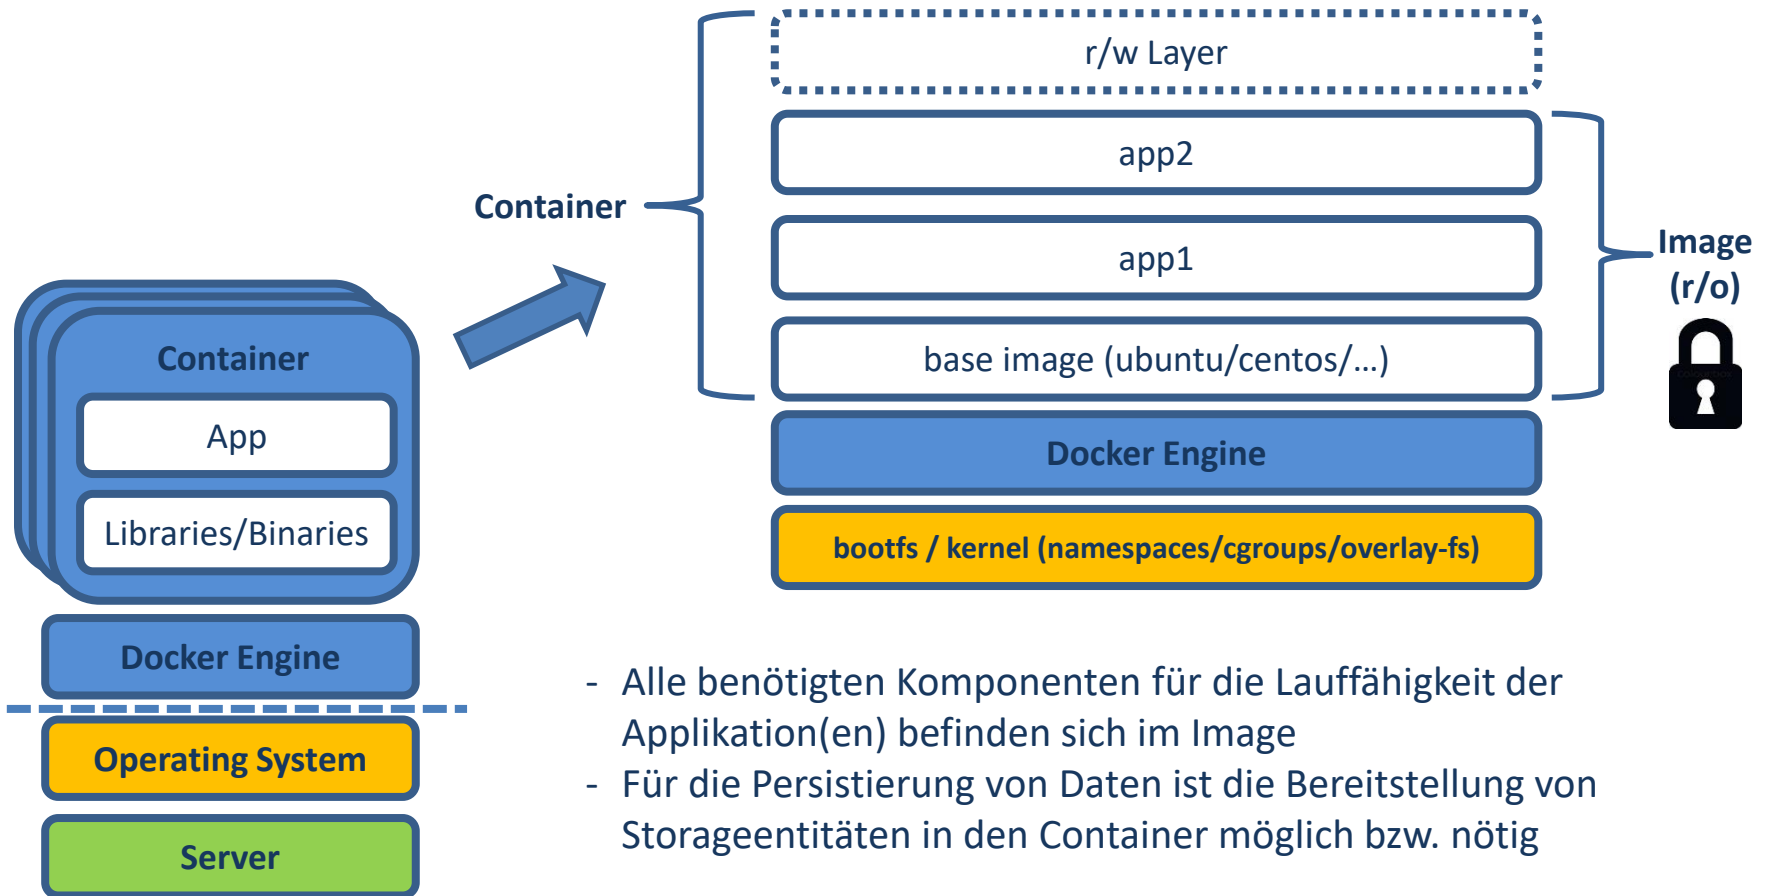 r/w Layer
app2
Container
app1
Image
(r/o)
base image (ubuntu/centos/...)
Docker Engine
bootfs / kernel (namespaces/cgroups/overlay-fs)
Container
App
Libraries/Binaries
Docker Engine
Operating System
Server
- Alle benötigten Komponenten für die Lauffähigkeit der
Applikation(en) befinden sich im Image
- Für die Persistierung von Daten ist die Bereitstellung von
Storageentitäten in den Container möglich bzw. nötig